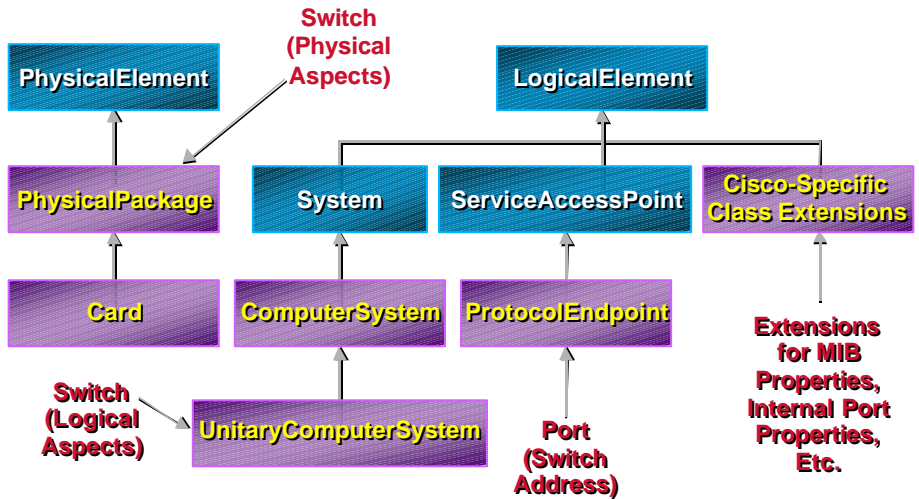 Switch
(Physical
Aspects)
PhysicalElement
LogicalElement
PhysicalPackage
System
ServiceAccessPoint
Cisco-Specific
Class Extensions
Card
ComputerSystem
ProtocolEndpoint
Extensions
for MIB
Properties,
Internal Port
Properties,
Etc.
Switch
(Logical
Aspects)
UnitaryComputerSystem
Port
(Switch
Address)